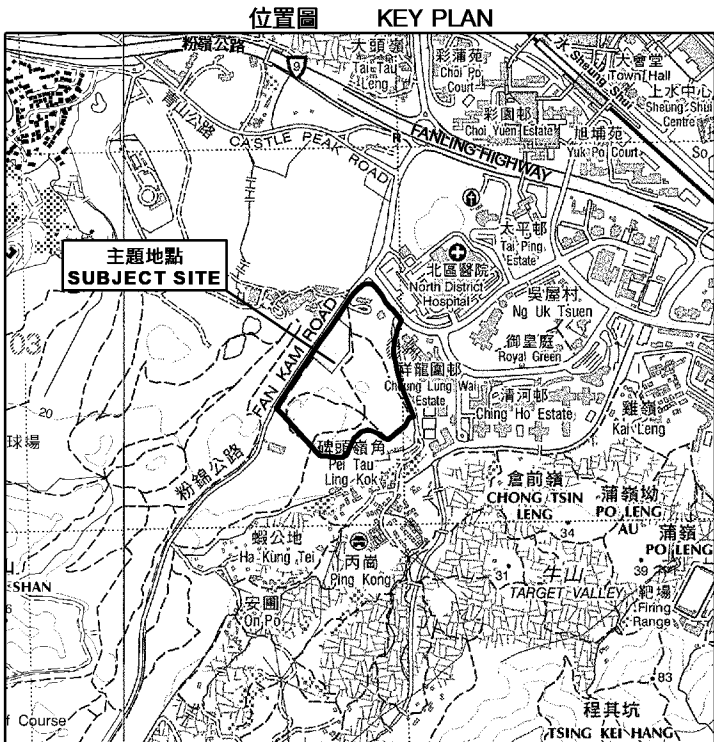 位置圖 KEY PLAN
粉嶺公路
9
大頭嶺
Tai Tau
Leng
彩蒲苑
Choi Po
Court
大會堂
Town Hall
Sheung Shui
上水中心
Sheung Shui
Centre
青山公路
CASTLE PEAK ROAD
FANLING HIGHWAY
彩園邨
Choi Yuen Estate
旭埔苑
Yuk Po Court
So
太平邨
Tai Ping
Estate
主題地點
SUBJECT SITE
北區醫院
North District
Hospital
吳屋村
Ng Uk Tsuen
御皇庭
Royal Green
FAN KAM ROAD
祥龍圍邨
Cheung Lung Wai
Estate
清河邨
Ching Ho Estate
雞嶺
Kai Leng
03
20
球場
粉錦公路
碑頭嶺角
Pei Tau
Ling Kok
倉前嶺
CHONG TSIN
LENG
蒲嶺坳
PO LENG
AU
蒲嶺
PO LENG
蝦公地
Ha Kung Tei
丙崗
Ping Kong
安圃
On Po
34
31
39
牛山
TARGET VALLEY
靶場
Firing
Range
山
SHAN
6
83
程其坑
TSING KEI HANG
f Course